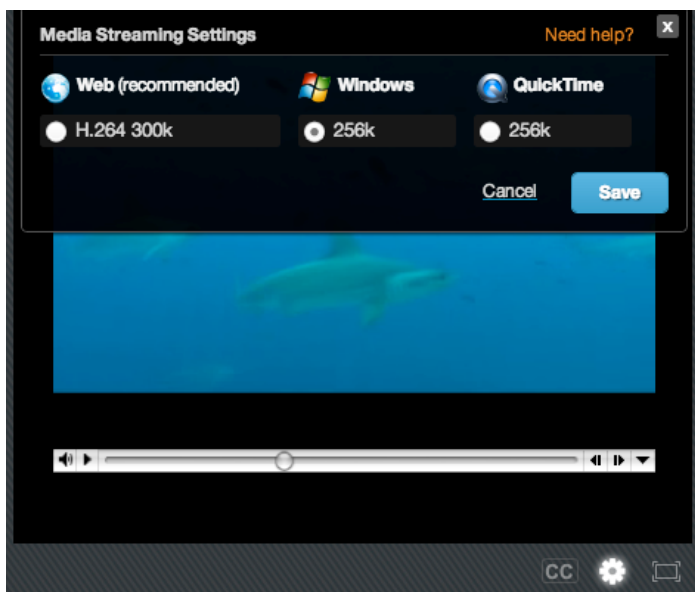 Media Streaming Settings
Need help?
x
Web (recommended)
Windows
QuickTime
H.264 300k
256k
256k
Cancel
Save
CC